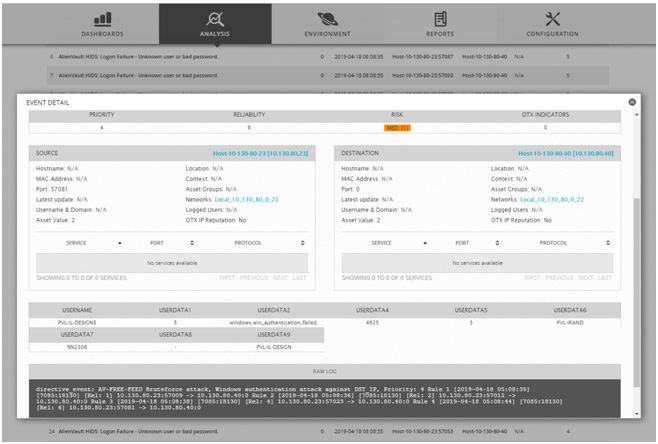 DASHBOARDS ANALYSIS ENVIRONMENT REPORTS CONFIGURATION
6 AlienVault HIDS: Logon Failure - Unknown user or bad password. 0 2019-04-18 08:08:35 Host-10-130-80-23:57087 Host-10-130-80-40 N/A 5
7 AlienVault HIDS: Logon Failure - Unknown user or bad password. 0 2019-04-18 08:08:35 Host-10-130-80-23:57093 Host-10-130-80-40 N/A 5
EVENT DETAIL
PRIORITY RELIABILITY RISK OTX INDICATORS
4 6 MED (1) 0
SOURCE Host-10-130-80-23 [10.130.80.23] DESTINATION Host-10-130-80-40 [10.130.80.40]
Hostname: N/A Location: N/A Hostname: N/A Location: N/A
MAC Address: N/A Context: N/A MAC Address: N/A Context: N/A
Port: 57081 Asset Groups: N/A Port: 0 Asset Groups: N/A
Latest update: N/A Networks: Local_10_130_80_0_22 Latest update: N/A Networks: Local_10_130_80_0_22
Username & Domain: N/A Logged Users: N/A Username & Domain: N/A Logged Users: N/A
Asset Value: 2 OTX IP Reputation: No Asset Value: 2 OTX IP Reputation: No
SERVICE PORT PROTOCOL SERVICE PORT PROTOCOL
No services available No services available
SHOWING 0 TO 0 OF 0 SERVICES FIRST PREVIOUS NEXT LAST SHOWING 0 TO 0 OF 0 SERVICES FIRST PREVIOUS NEXT LAST
USERNAME USERDATA1 USERDATA2 USERDATA4 USERDATA5 USERDATA6
PVL-IL-DESIGN$ 5 windows,win_authentication_failed, 4625 3 PVL-IRAND
USERDATA7 USERDATA8 USERDATA9
NN2308 - PVL-IL-DESIGN
RAW LOG
directive_event: AV-FREE-FEED Bruteforce attack, Windows authentication attack against DST_IP, Priority: 4 Rule 1 [2019-04-18 05:08:35]
[7085:18130] [Rel: 1] 10.130.80.23:57009 -> 10.130.80.40:0 Rule 2 [2019-04-18 05:08:36] [7085:18130] [Rel: 2] 10.130.80.23:57012 ->
10.130.80.40:0 Rule 3 [2019-04-18 05:08:38] [7085:18130] [Rel: 4] 10.130.80.23:57023 -> 10.130.80.40:0 Rule 4 [2019-04-18 05:08:44] [7085:18130]
[Rel: 6] 10.130.80.23:57081 -> 10.130.80.40:0
24 AlienVault HIDS: Logon Failure - Unknown user or bad password. 0 2019-04-18 08:08:35 Host-10-130-80-23:57053 Host-10-130-80-40 N/A 4